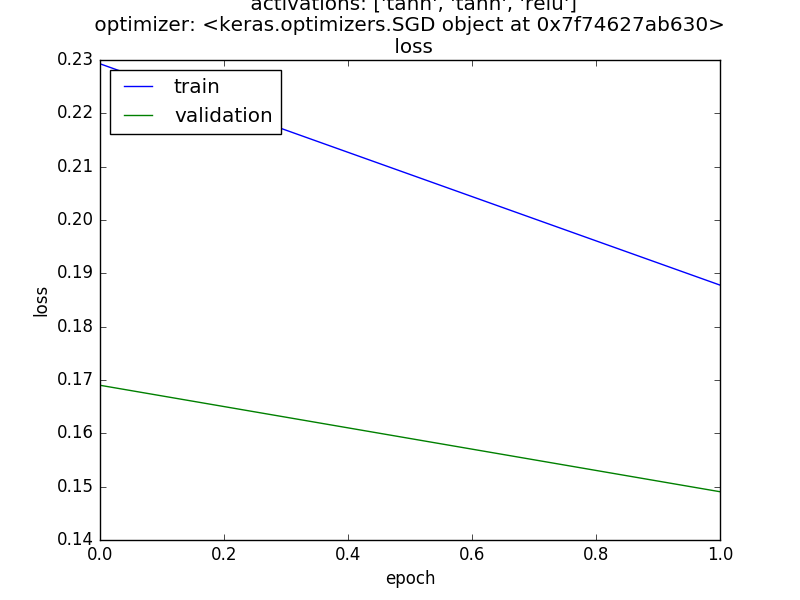 activations: ['tanh', 'tanh', 'relu']
optimizer: <keras.optimizers.SGD object at 0x7f74627ab630>
loss
0.23
train
validation
0.22
0.21
0.20
0.19
0.18
loss
0.17
0.16
0.15
0.14
0.0 0.2 0.4 0.6 0.8 1.0
epoch